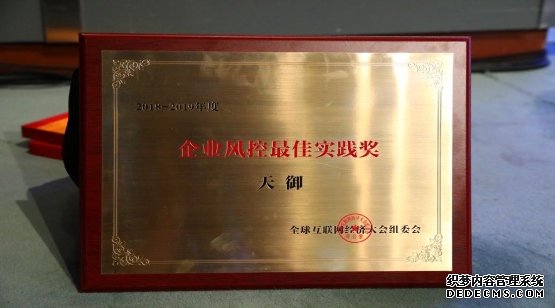 2018-2019年度
企业风控最佳实践奖
天御
全球互联网经济大会组委会
织梦内容管理系统
DEDECMS.COM